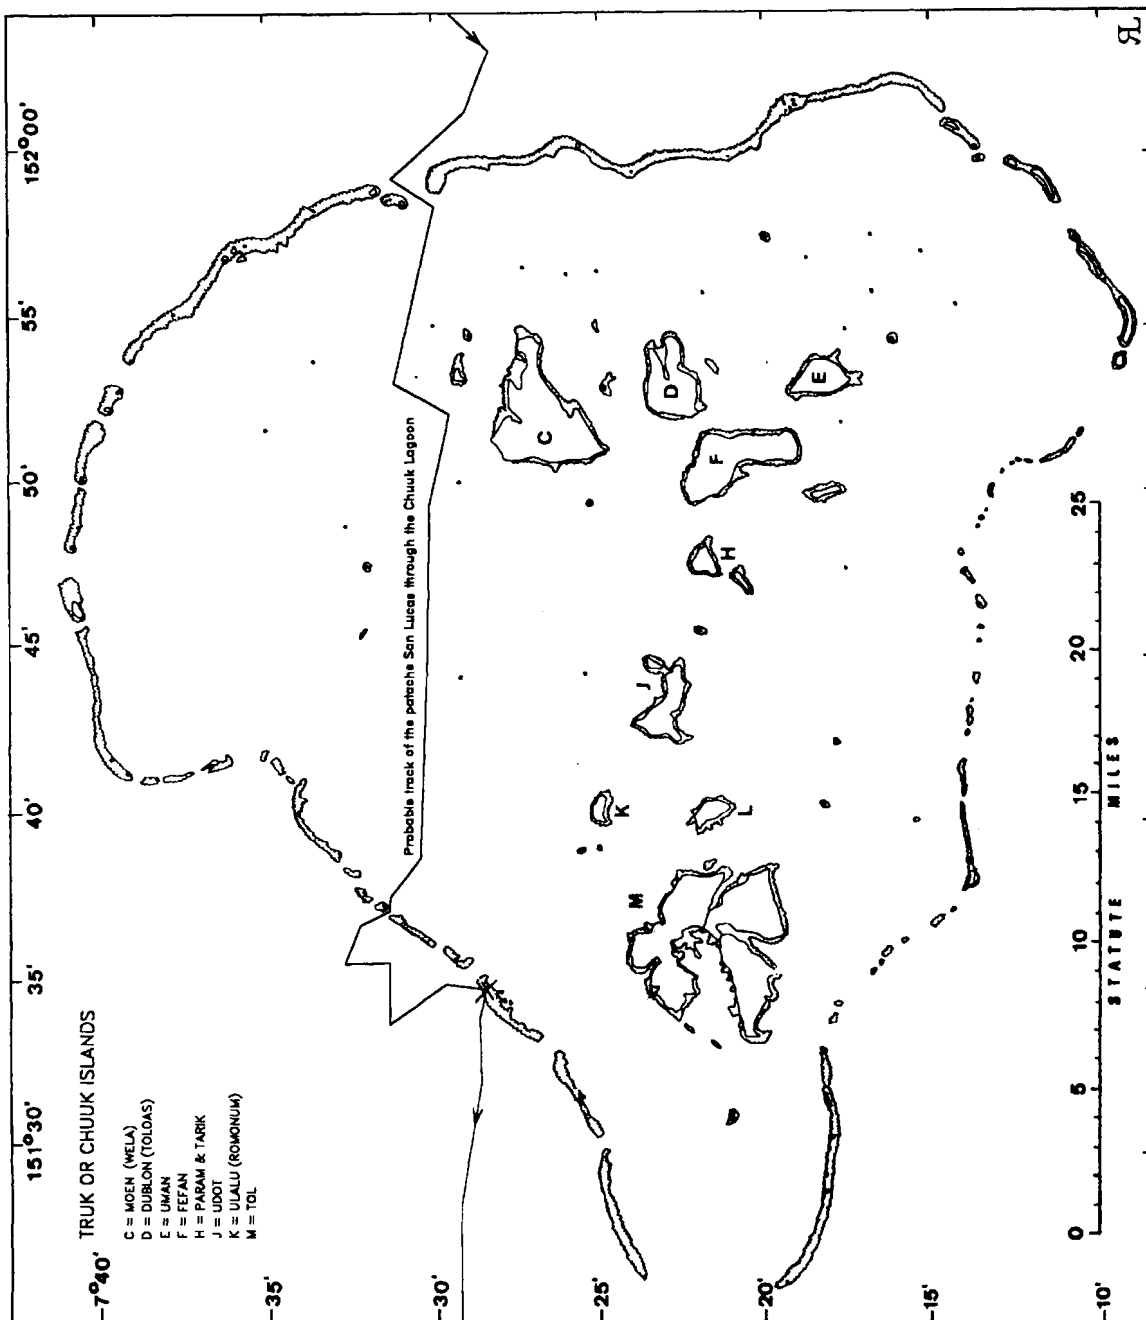 TRUK OR CHUUK ISLANDS
C = MOEN (WELA)
D = DUBLON (TOLOAS)
E = UMAN
F = FEFAN
H = PARAM & TARIK
J = UDOT
K = ULALU (ROMONUM)
M = TOL
151°30'
35'
40'
45'
50'
55'
152°00'
7°40'
35'
30'
25'
20'
15'
10'
Probable track of the patache San Lucas through the Chuuk Lagoon
C
D
E
F
H
J
K
L
M
0 5 10 15 20 25
STATUTE MILES
RL